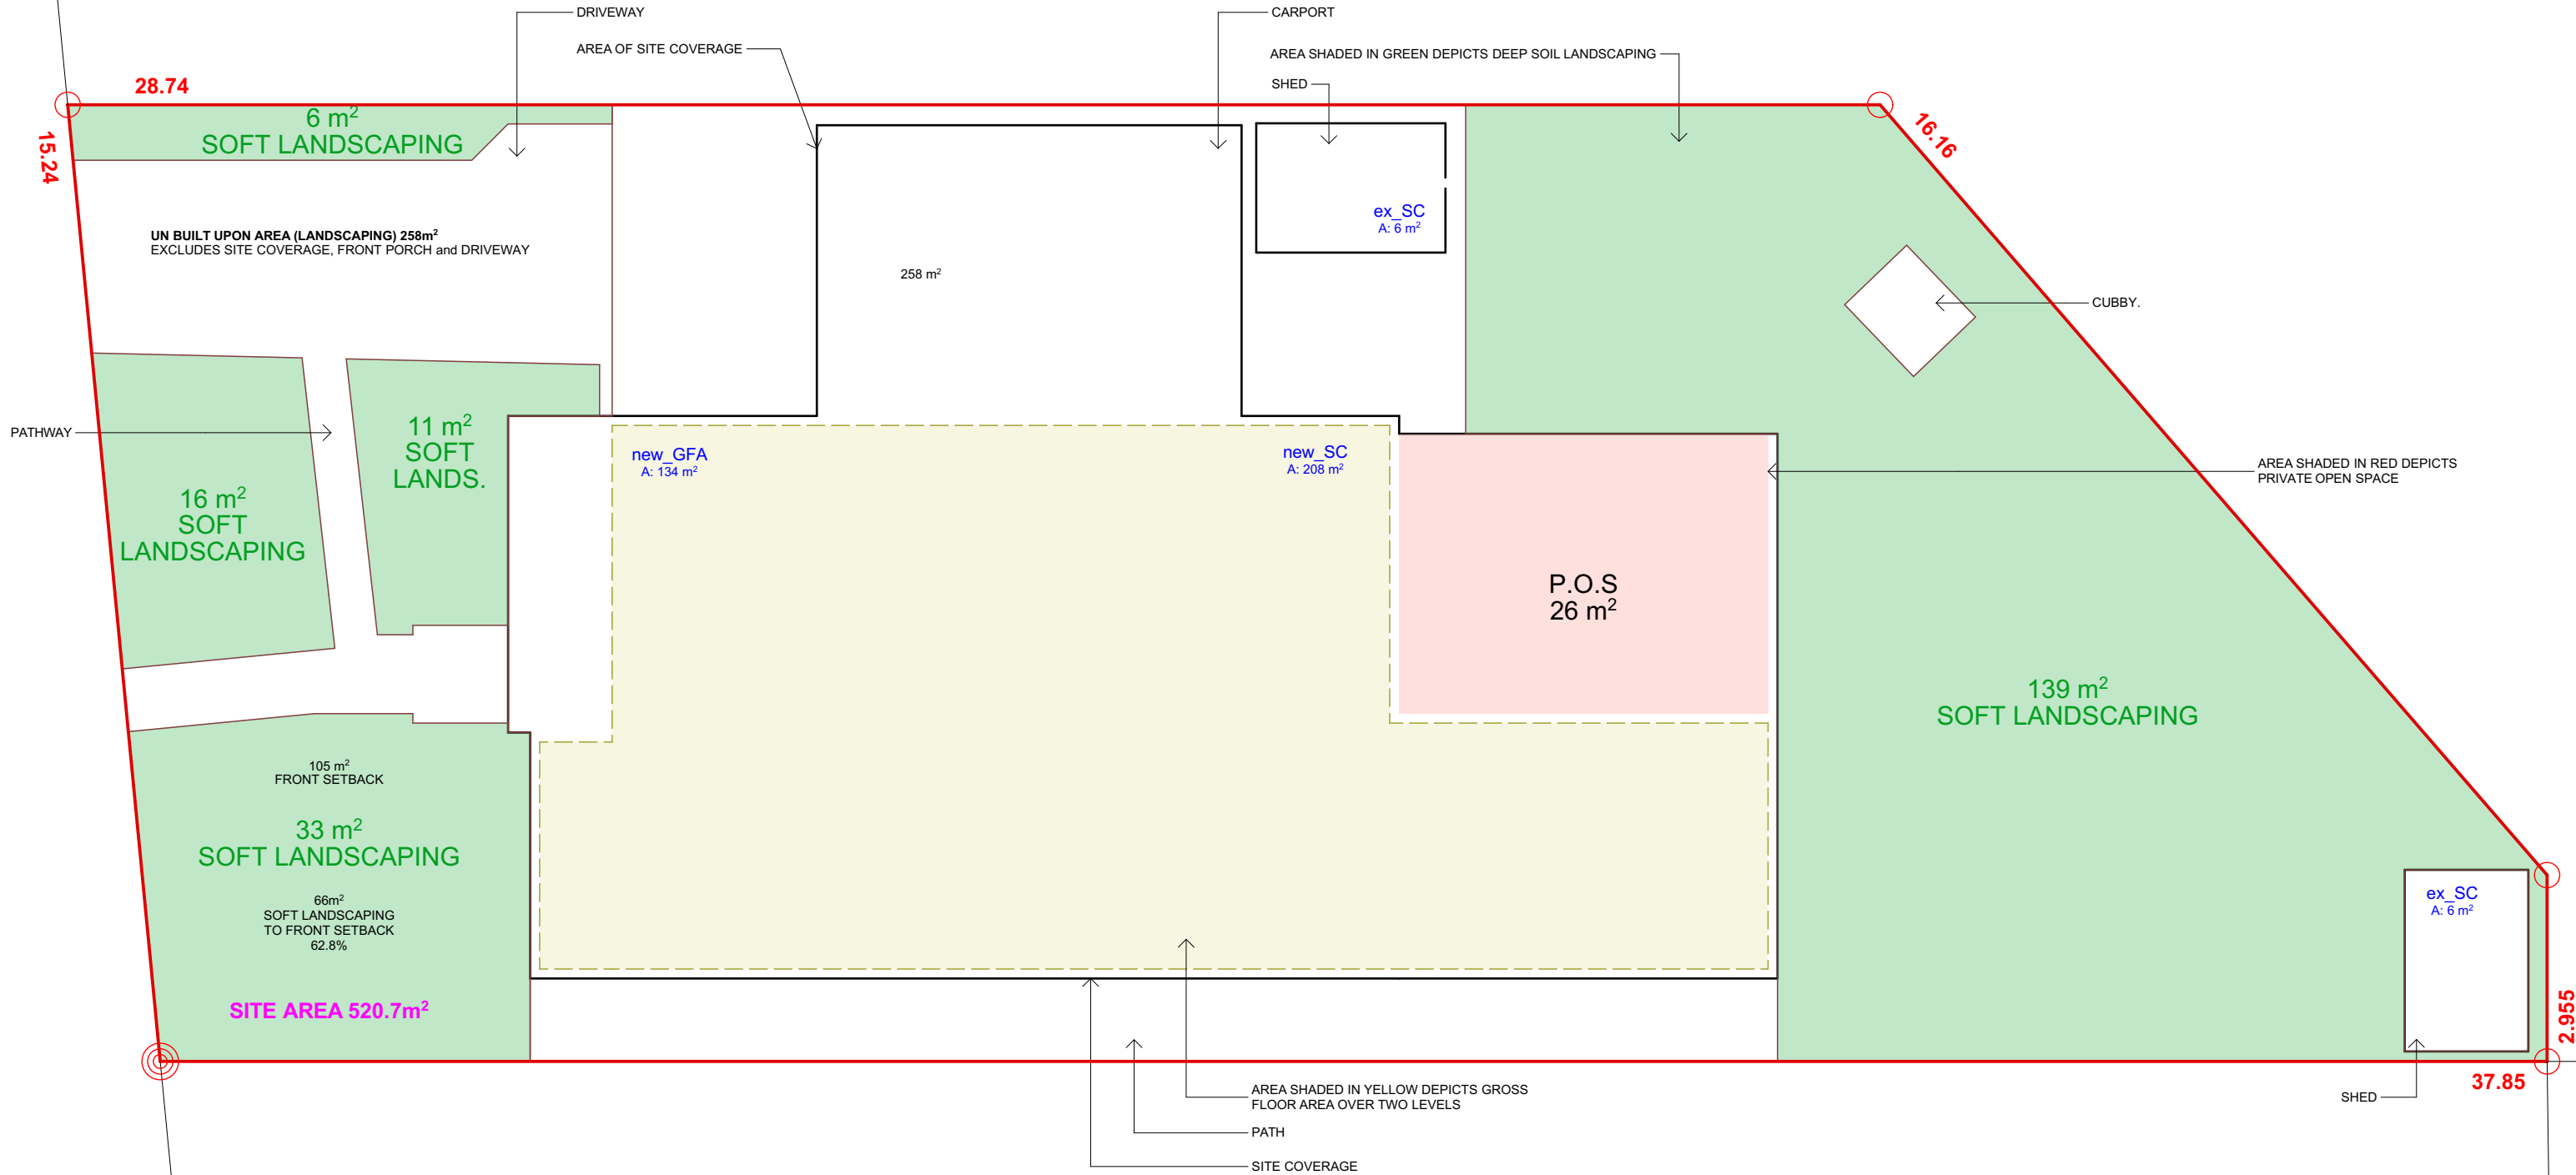 DRIVEWAY
CARPORT
AREA OF SITE COVERAGE
AREA SHADED IN GREEN DEPICTS DEEP SOIL LANDSCAPING
SHED
28.74
15.24
16.16
6 m²
SOFT LANDSCAPING
UN BUILT UPON AREA (LANDSCAPING) 258m²
EXCLUDES SITE COVERAGE, FRONT PORCH and DRIVEWAY
ex_SC
A: 6 m²
258 m²
CUBBY.
PATHWAY
11 m²
SOFT
LANDS.
16 m²
SOFT
LANDSCAPING
new_GFA
A: 134 m²
new_SC
A: 208 m²
AREA SHADED IN RED DEPICTS
PRIVATE OPEN SPACE
P.O.S
26 m²
139 m²
SOFT LANDSCAPING
105 m²
FRONT SETBACK
33 m²
SOFT LANDSCAPING
66m²
SOFT LANDSCAPING
TO FRONT SETBACK
62.8%
SITE AREA 520.7m²
ex_SC
A: 6 m²
2.955
37.85
AREA SHADED IN YELLOW DEPICTS GROSS
FLOOR AREA OVER TWO LEVELS
SHED
PATH
SITE COVERAGE